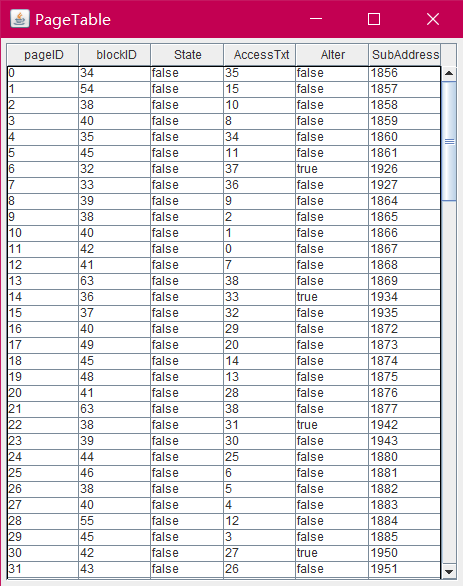 PageTable
pageID blockID State AccessTxt Alter SubAddress
0 34 false 35 false 1856
1 54 false 15 false 1857
2 38 false 10 false 1858
3 40 false 8 false 1859
4 35 false 34 false 1860
5 45 false 11 false 1861
6 32 false 37 true 1926
7 33 false 36 false 1927
8 39 false 9 false 1864
9 38 false 2 false 1865
10 40 false 1 false 1866
11 42 false 0 false 1867
12 41 false 7 false 1868
13 63 false 38 false 1869
14 36 false 33 true 1934
15 37 false 32 false 1935
16 40 false 29 false 1872
17 49 false 20 false 1873
18 45 false 14 false 1874
19 48 false 13 false 1875
20 41 false 28 false 1876
21 63 false 38 false 1877
22 38 false 31 true 1942
23 39 false 30 false 1943
24 44 false 25 false 1880
25 46 false 6 false 1881
26 38 false 5 false 1882
27 40 false 4 false 1883
28 55 false 12 false 1884
29 45 false 3 false 1885
30 42 false 27 true 1950
31 43 false 26 false 1951